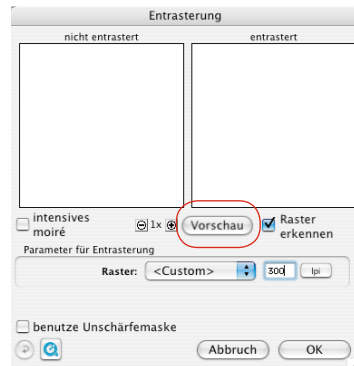 Entrasterung
nicht entrastert entrastert
intensives moiré 1x Vorschau Raster erkennen
Parameter für Entrasterung
Raster: <Custom> 300 lpi
benutze Unschärfemaske
Abbruch OK